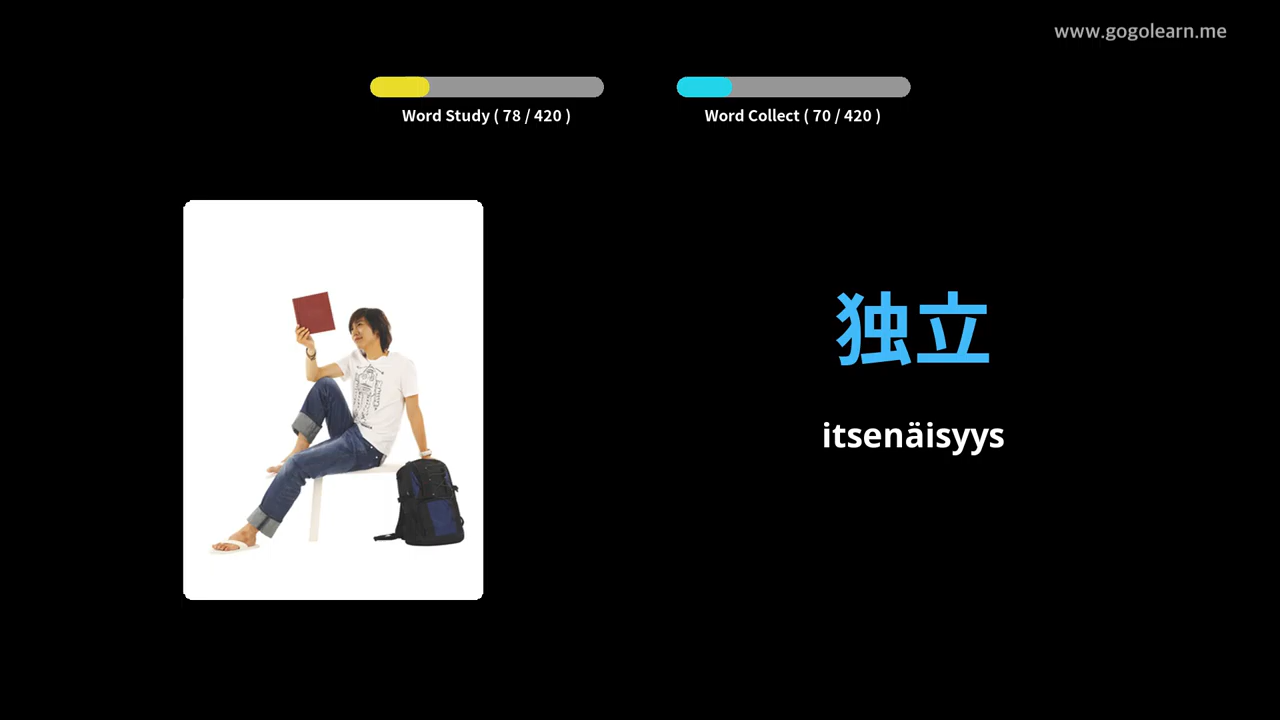 www.gogolearn.me
Word Study ( 78 / 420 )
Word Collect ( 70 / 420 )
独立
itsenäisyys